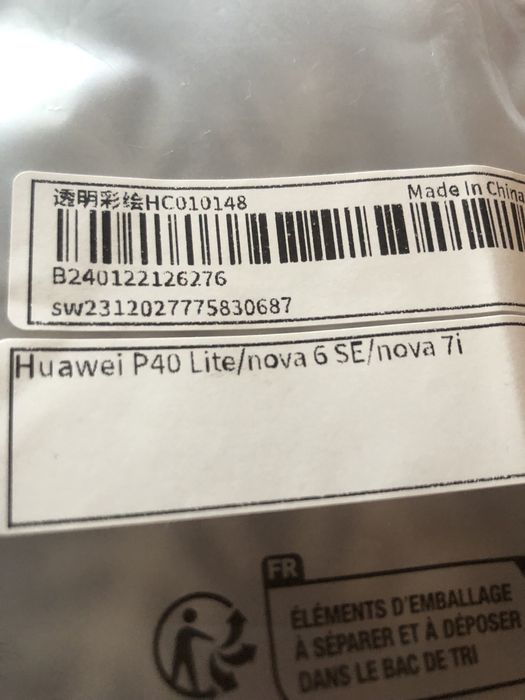 透明彩绘HC010148
Made In China
B240122126276
sw2312027775830687
Huawei P40 Lite/nova 6 SE/nova 7i
FR
ÉLÉMENTS D'EMBALLAGE
À SÉPARER ET À DÉPOSER
DANS LE BAC DE TRI